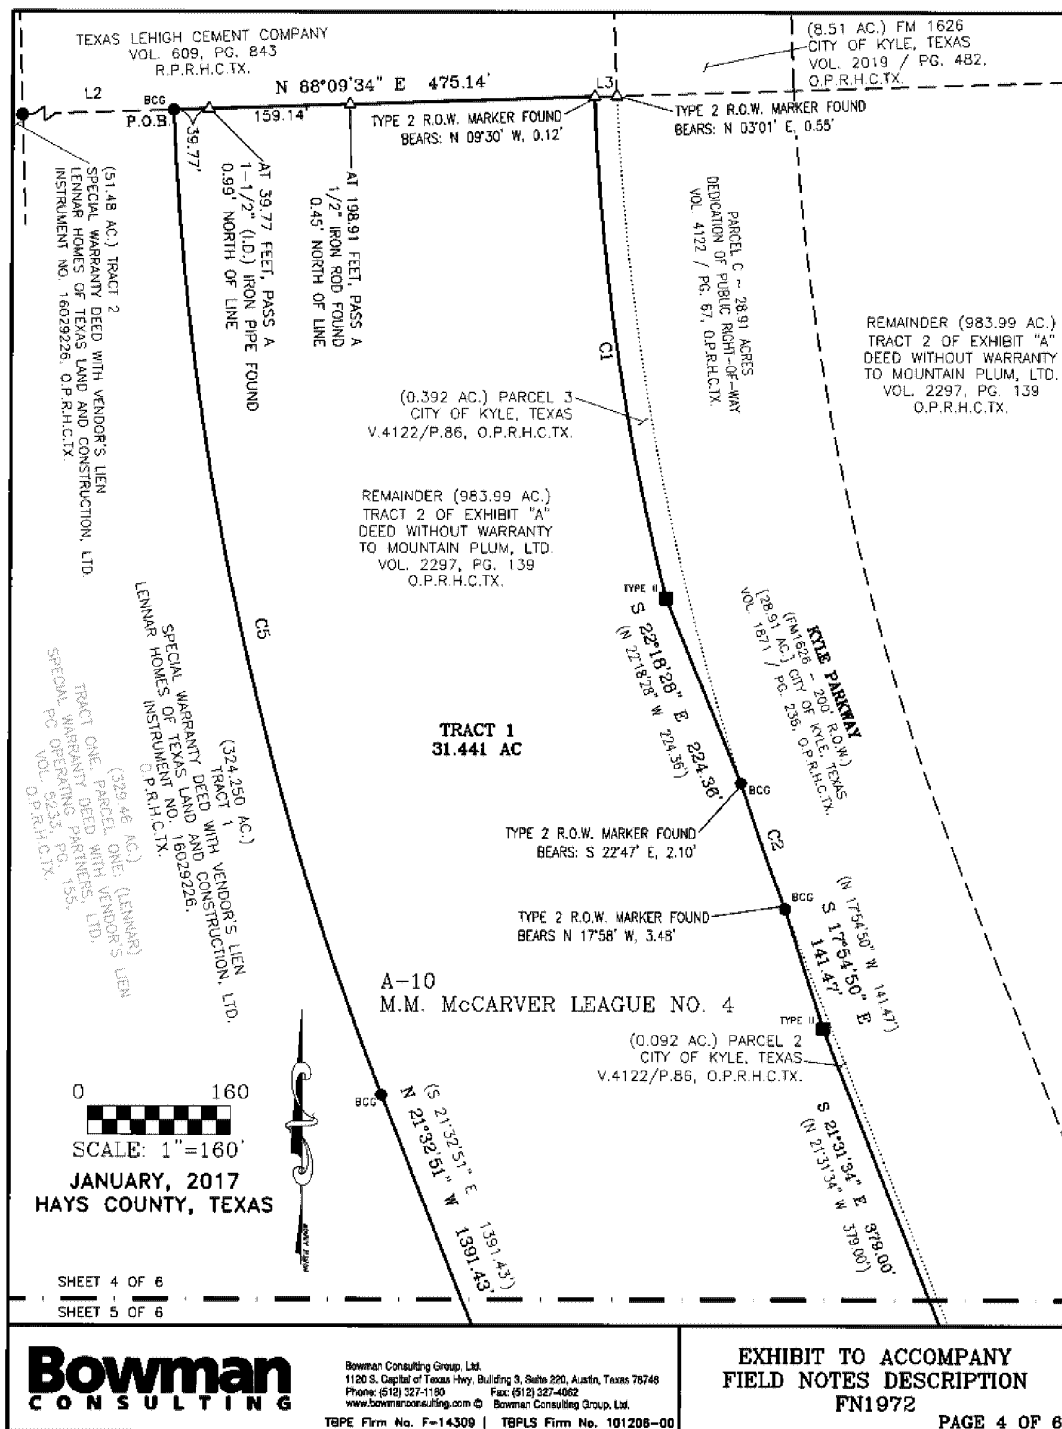 TEXAS LEHIGH CEMENT COMPANY
VOL. 609, PG. 843
R.P.R.H.C.TX.
(8.51 AC.) FM 1626
CITY OF KYLE, TEXAS
VOL. 2019 / PG. 482,
O.P.R.H.C.TX.
L2
BCG
P.O.B.
N 88°09'34" E 475.14'
L3
39.77'
159.14'
TYPE 2 R.O.W. MARKER FOUND
BEARS: N 09°30' W, 0.12'
TYPE 2 R.O.W. MARKER FOUND
BEARS: N 03°01' E, 0.55'
(51.48 AC.) TRACT 2
SPECIAL WARRANTY DEED WITH VENDOR'S LIEN
LENNAR HOMES OF TEXAS LAND AND CONSTRUCTION, LTD.
INSTRUMENT NO. 16029226, O.P.R.H.C.TX.
AT 39.77 FEET, PASS A
1-1/2" (I.D.) IRON PIPE FOUND
0.99' NORTH OF LINE
AT 198.91 FEET, PASS A
1/2" IRON ROD FOUND
0.45' NORTH OF LINE
PARCEL C ~ 28.91 ACRES
DEDICATION OF PUBLIC RIGHT-OF-WAY
VOL. 4122 / PG. 67, O.P.R.H.C.TX.
C1
REMAINDER (983.99 AC.)
TRACT 2 OF EXHIBIT "A"
DEED WITHOUT WARRANTY
TO MOUNTAIN PLUM, LTD.
VOL. 2297, PG. 139
O.P.R.H.C.TX.
(0.392 AC.) PARCEL 3
CITY OF KYLE, TEXAS
V.4122/P.86, O.P.R.H.C.TX.
REMAINDER (983.99 AC.)
TRACT 2 OF EXHIBIT "A"
DEED WITHOUT WARRANTY
TO MOUNTAIN PLUM, LTD.
VOL. 2297, PG. 139
O.P.R.H.C.TX.
C5
TYPE II
S 22°18'28" E 224.36'
(N 22°18'28" W 224.36')
KYLE PARKWAY
(FM1626 ~ 200' R.O.W.)
[28.91 AC.] CITY OF KYLE, TEXAS
VOL. 1871 / PG. 236, O.P.R.H.C.TX.
TRACT 1
31.441 AC
(324.250 AC.)
TRACT 1
SPECIAL WARRANTY DEED WITH VENDOR'S LIEN
LENNAR HOMES OF TEXAS LAND AND CONSTRUCTION, LTD.
INSTRUMENT NO. 16029226,
O.P.R.H.C.TX.
(329.46 AC.)
TRACT ONE, PARCEL ONE: (LENNAR)
SPECIAL WARRANTY DEED WITH VENDOR'S LIEN
PC OPERATING PARTNERS, LTD.
VOL. 5233, PG. 155,
O.P.R.H.C.TX.
BCG
TYPE 2 R.O.W. MARKER FOUND
BEARS: S 22°47' E, 2.10'
C2
BCG
TYPE 2 R.O.W. MARKER FOUND
BEARS N 17°58' W, 3.48'
(N 17°54'50" W 141.47')
S 17°54'50" E
141.47'
A-10
M.M. McCARVER LEAGUE NO. 4
TYPE II
(0.092 AC.) PARCEL 2
CITY OF KYLE, TEXAS
V.4122/P.86, O.P.R.H.C.TX.
BCG
(S 21°32'51" E 1391.43')
N 21°32'51" W 1391.43'
S 21°31'34" E 379.00'
(N 21°31'34" W 379.00')
0 160
SCALE: 1"=160'
JANUARY, 2017
HAYS COUNTY, TEXAS
SHEET 4 OF 6
SHEET 5 OF 6
Bowman
CONSULTING
Bowman Consulting Group, Ltd.
1120 S. Capital of Texas Hwy, Building 3, Suite 220, Austin, Texas 78746
Phone: (512) 327-1180 Fax: (512) 327-4062
www.bowmanconsulting.com © Bowman Consulting Group, Ltd.
TBPE Firm No. F-14309 | TBPLS Firm No. 101206-00
EXHIBIT TO ACCOMPANY
FIELD NOTES DESCRIPTION
FN1972
PAGE 4 OF 6